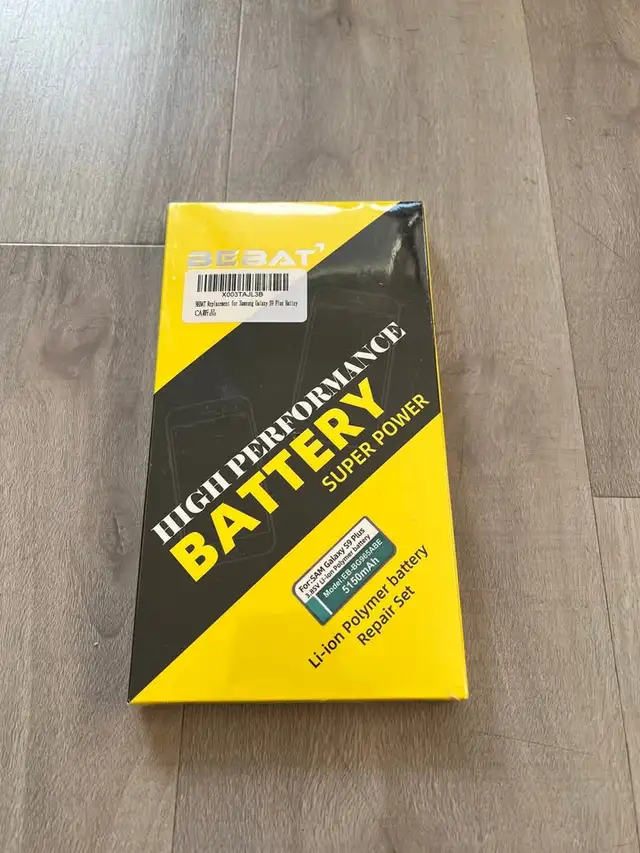 BEBAT
X003TAJL3B
BEBAT Replacement for Samsung Galaxy S9 Plus Battey
HIGH PERFORMANCE
BATTERY
SUPER POWER
For:SAM Galaxy S9 Plus
3.85V Li-ion Polymer battery
Model:EB-BG965ABE
5150mAh
Li-ion Polymer battery
Repair Set